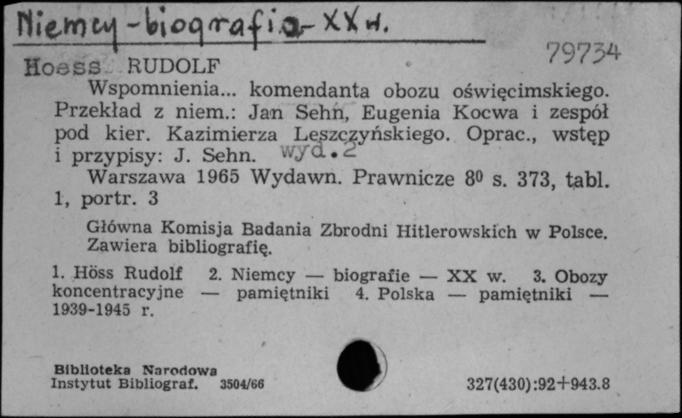 Niemcy - biografia - XX w.
79734
Hoess RUDOLF
Wspomnienia... komendanta obozu oświęcimskiego.
Przekład z niem.: Jan Sehn, Eugenia Kocwa i zespół
pod kier. Kazimierza Leszczyńskiego. Oprac., wstęp
i przypisy: J. Sehn. wyd. 2
Warszawa 1965 Wydawn. Prawnicze 8⁰ s. 373, tabl.
1, portr. 3
Główna Komisja Badania Zbrodni Hitlerowskich w Polsce.
Zawiera bibliografię.
1. Höss Rudolf 2. Niemcy — biografie — XX w. 3. Obozy
koncentracyjne — pamiętniki 4. Polska — pamiętniki —
1939-1945 r.
Biblioteka Narodowa
Instytut Bibliograf. 3504/66
327(430):92+943.8